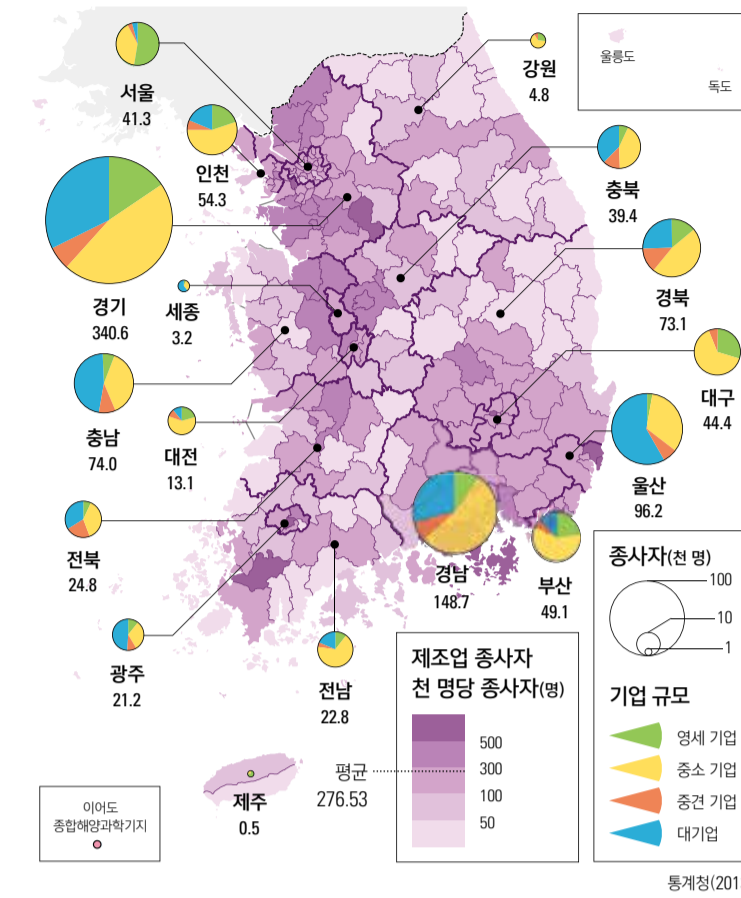 울릉도
독도
서울
41.3
강원
4.8
인천
54.3
충북
39.4
경기
340.6
세종
3.2
경북
73.1
충남
74.0
대전
13.1
대구
44.4
울산
96.2
전북
24.8
경남
148.7
부산
49.1
광주
21.2
전남
22.8
제주
0.5
이어도
종합해양과학기지
제조업 종사자
천 명당 종사자(명)
500
300
평균
276.53
100
50
종사자(천 명)
100
10
1
기업 규모
영세 기업
중소 기업
중견 기업
대기업
통계청(201